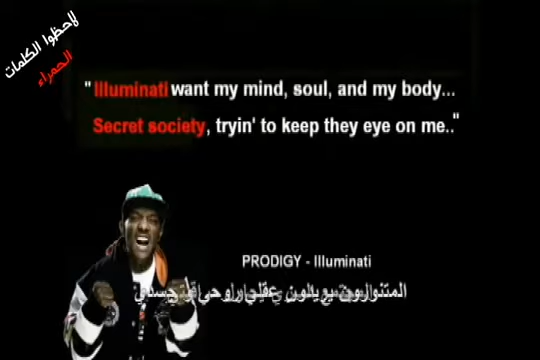 لاحظوا الكلمات
الحمراء
" Illuminati want my mind, soul, and my body...
Secret society, tryin' to keep they eye on me.."
PRODIGY - Illuminati